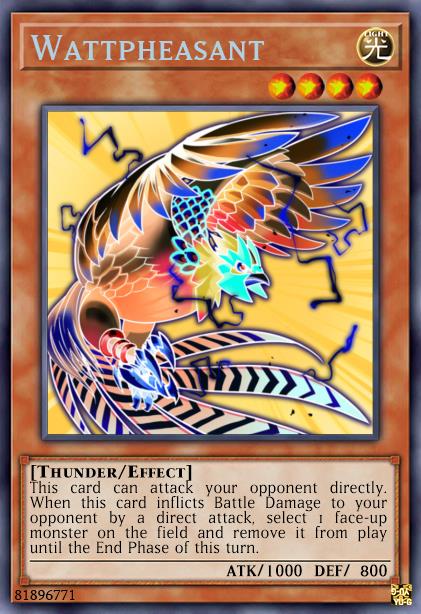 WATTPHEASANT
LIGHT
光
[THUNDER/EFFECT]
This card can attack your opponent directly.
When this card inflicts Battle Damage to your
opponent by a direct attack, select 1 face-up
monster on the field and remove it from play
until the End Phase of this turn.
ATK/1000 DEF/ 800
81896771